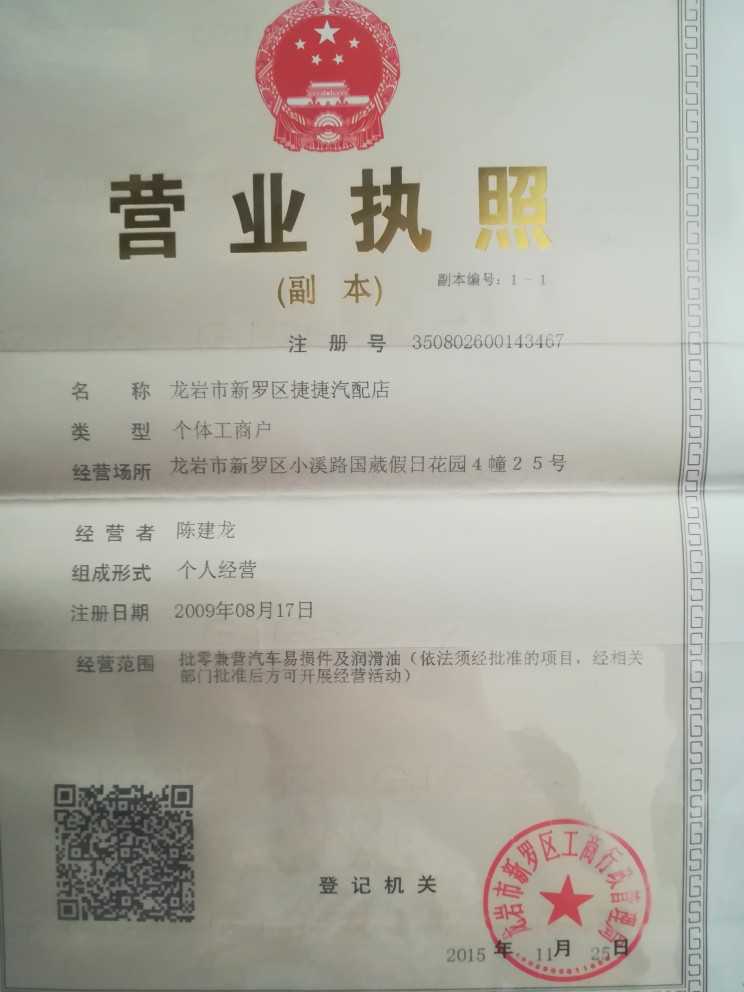 营业执照
(副 本) 副本编号：1－1
注 册 号 350802600143467
名 称 龙岩市新罗区捷捷汽配店
类 型 个体工商户
经营场所 龙岩市新罗区小溪路国葳假日花园４幢２５号
经 营 者 陈建龙
组成形式 个人经营
注册日期 2009年08月17日
经营范围 批零兼营汽车易损件及润滑油（依法须经批准的项目，经相关
部门批准后方可开展经营活动）
龙岩市新罗区工商行政管理局
登 记 机 关
2015 年 11月 25日